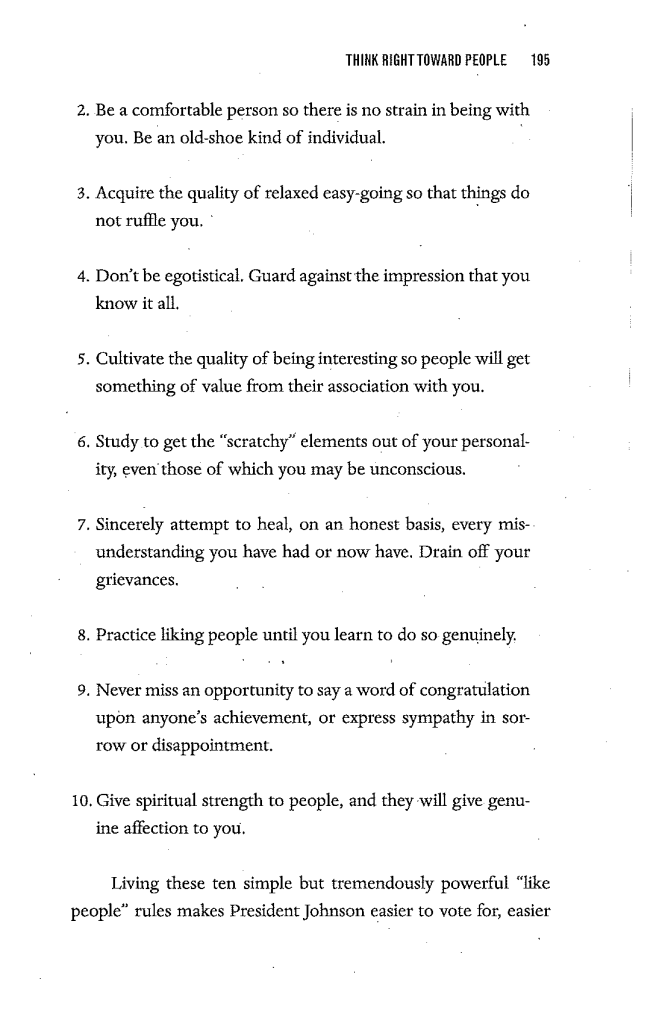 THINK RIGHT TOWARD PEOPLE 195
2. Be a comfortable person so there is no strain in being with
you. Be an old-shoe kind of individual.
3. Acquire the quality of relaxed easy-going so that things do
not ruffle you.
4. Don't be egotistical. Guard against the impression that you
know it all.
5. Cultivate the quality of being interesting so people will get
something of value from their association with you.
6. Study to get the "scratchy" elements out of your personal-
ity, even those of which you may be unconscious.
7. Sincerely attempt to heal, on an honest basis, every mis-
understanding you have had or now have. Drain off your
grievances.
8. Practice liking people until you learn to do so genuinely.
9. Never miss an opportunity to say a word of congratulation
upon anyone's achievement, or express sympathy in sor-
row or disappointment.
10. Give spiritual strength to people, and they will give genu-
ine affection to you.
Living these ten simple but tremendously powerful "like
people" rules makes President Johnson easier to vote for, easier